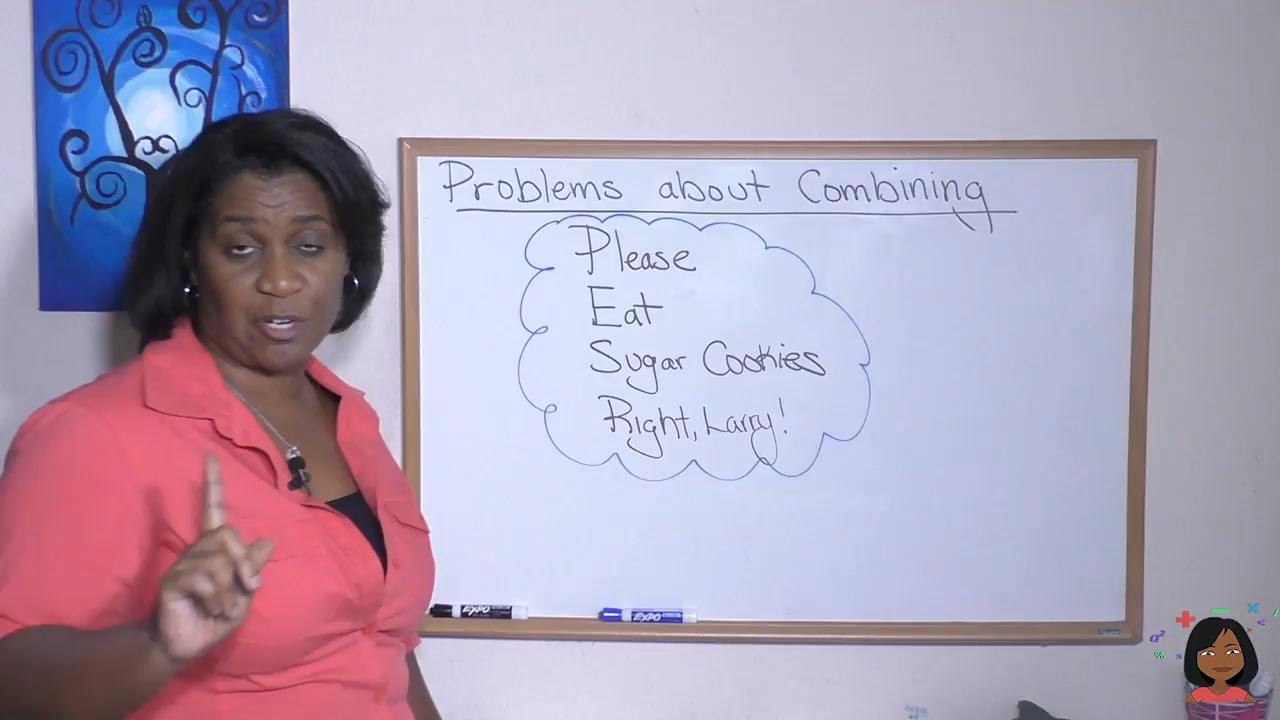 Problems about Combining
Please
Eat
Sugar Cookies
Right, Larry!
EXPO
EXPO